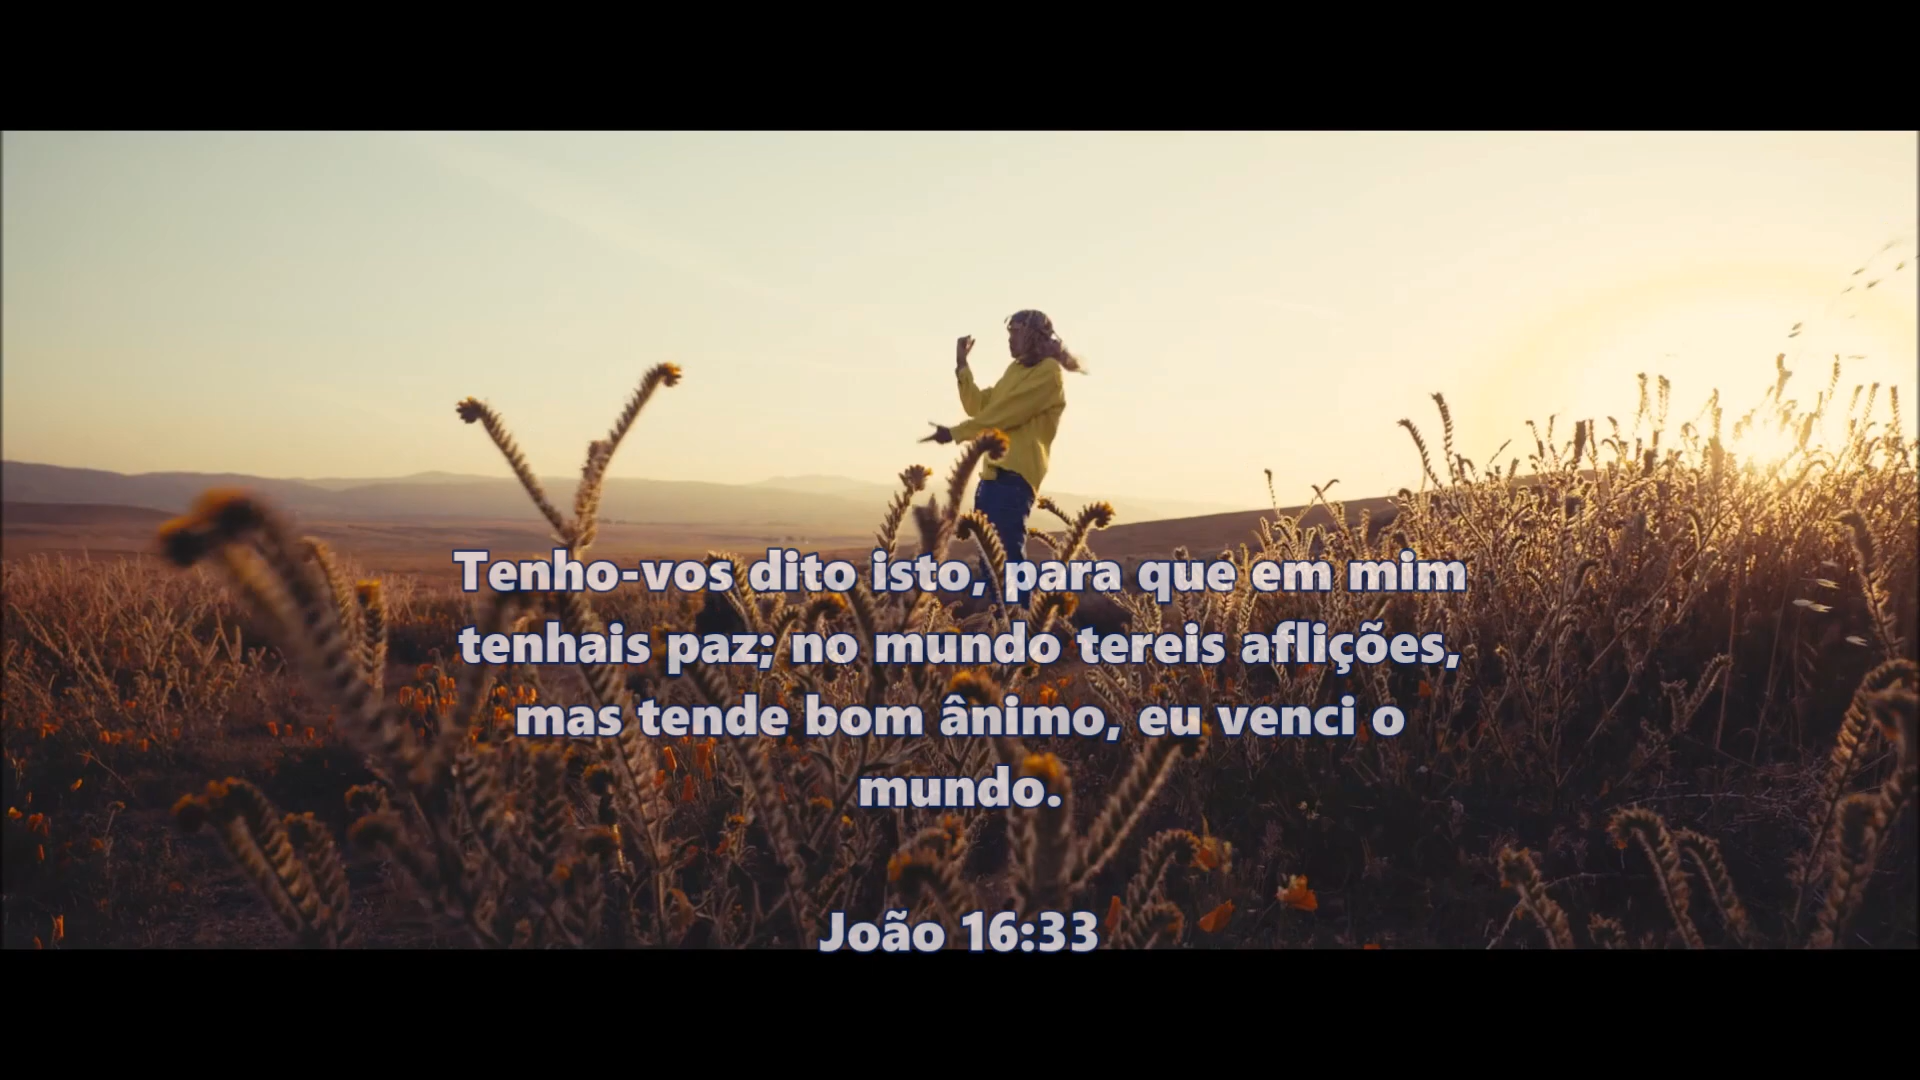 Tenho-vos dito isto, para que em mim
tenhais paz; no mundo tereis aflições,
mas tende bom ânimo, eu venci o
mundo.
João 16:33